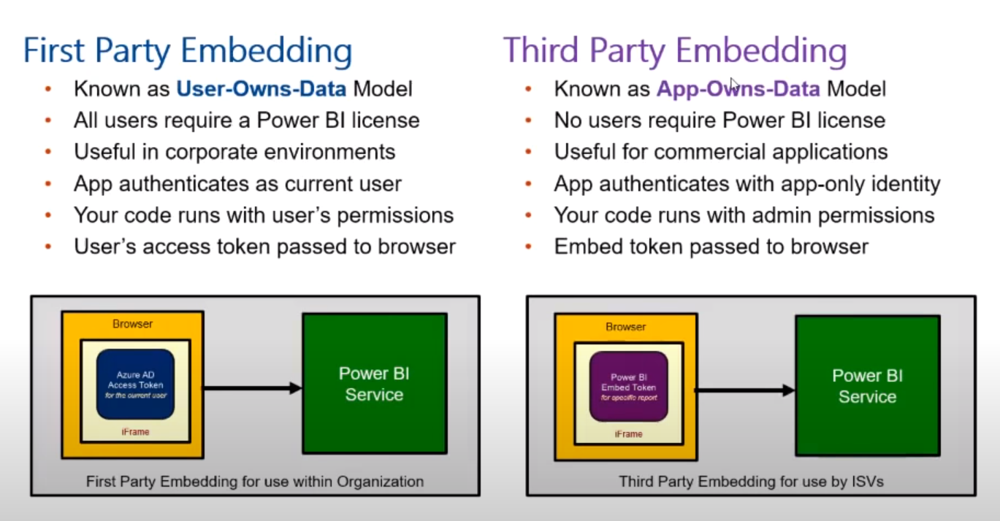 First Party Embedding
• Known as User-Owns-Data Model
• All users require a Power BI license
• Useful in corporate environments
• App authenticates as current user
• Your code runs with user's permissions
• User's access token passed to browser
Browser
Azure AD
Access Token
for the current user
iFrame
Power BI
Service
First Party Embedding for use within Organization
Third Party Embedding
• Known as App-Owns-Data Model
• No users require Power BI license
• Useful for commercial applications
• App authenticates with app-only identity
• Your code runs with admin permissions
• Embed token passed to browser
Browser
Power BI
Embed Token
for specific report
iFrame
Power BI
Service
Third Party Embedding for use by ISVs